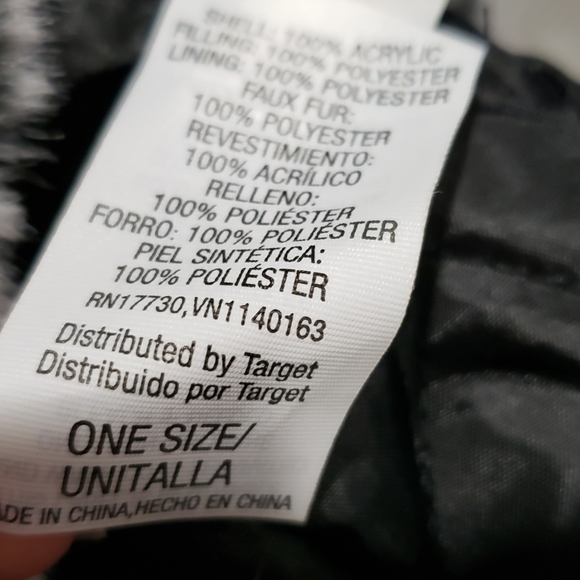 SHELL: 100% ACRYLIC
FILLING: 100% POLYESTER
LINING: 100% POLYESTER
FAUX FUR:
100% POLYESTER
REVESTIMIENTO:
100% ACRÍLICO
RELLENO:
100% POLIÉSTER
FORRO: 100% POLIÉSTER
PIEL SINTÉTICA:
100% POLIÉSTER
RN17730,VN1140163
Distributed by Target
Distribuido por Target
ONE SIZE/
UNITALLA
ADE IN CHINA,HECHO EN CHINA